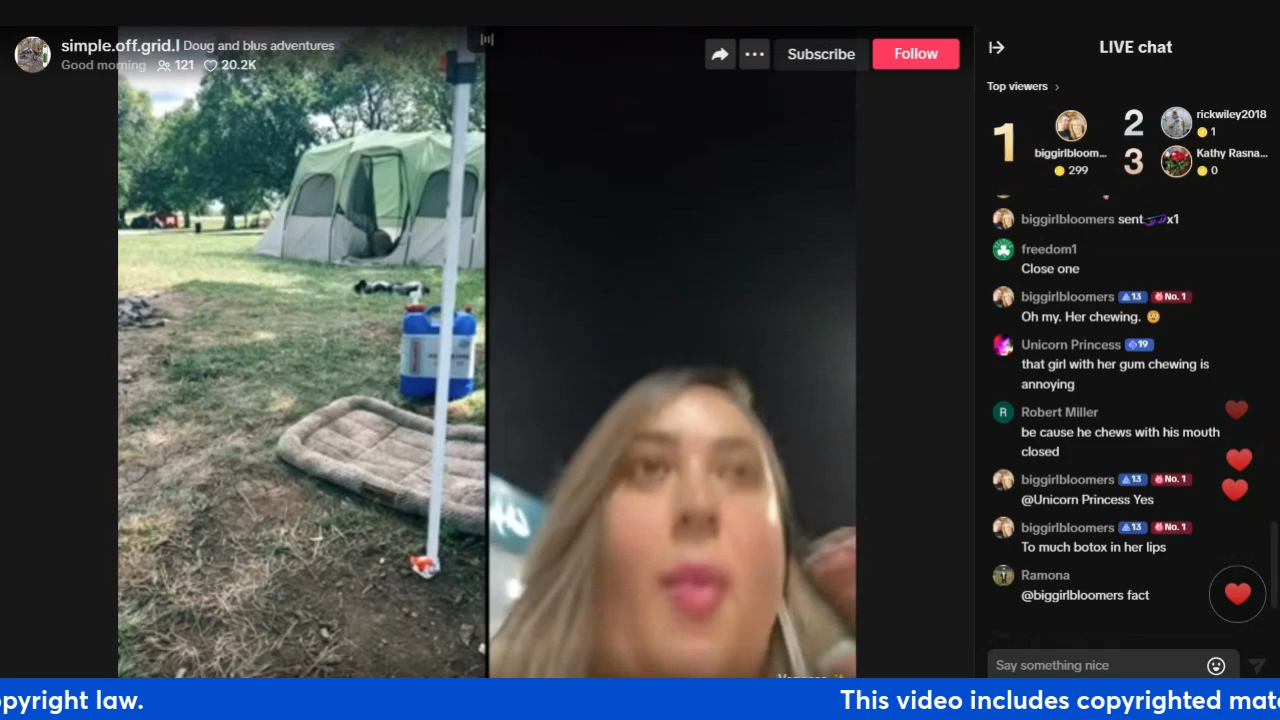 simple.off.grid.l Doug and blus adventures
Good morning 121 20.2K
Subscribe
Follow
LIVE chat
Top viewers
1
biggirlbloom...
299
2
rickwiley2018
1
3
Kathy Rasna...
0
biggirlbloomers sent x1
freedom1
Close one
biggirlbloomers 13 No. 1
Oh my. Her chewing.
Unicorn Princess 19
that girl with her gum chewing is
annoying
R Robert Miller
be cause he chews with his mouth
closed
biggirlbloomers 13 No. 1
@Unicorn Princess Yes
biggirlbloomers 13 No. 1
To much botox in her lips
Ramona
@biggirlbloomers fact
Say something nice
opyright law.
This video includes copyrighted mate